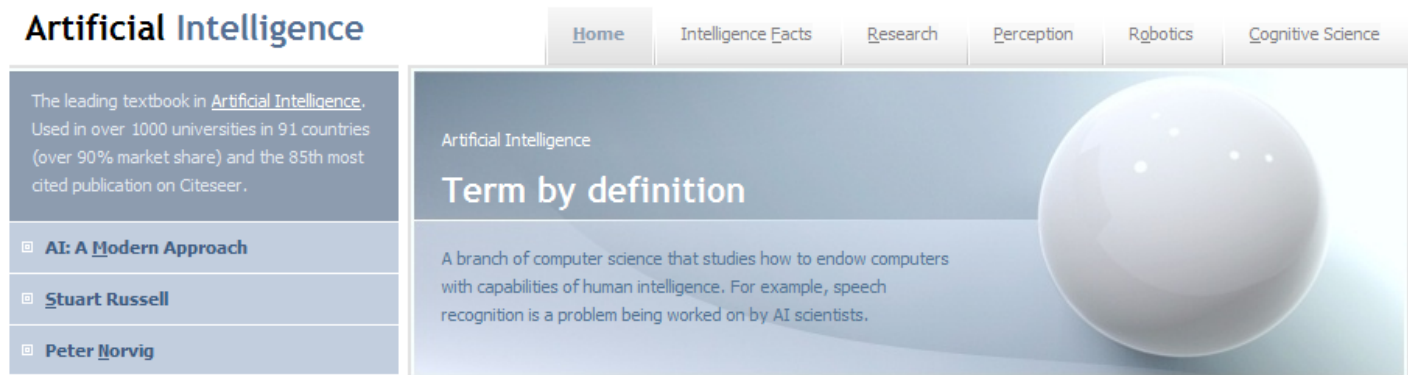 Artificial Intelligence
Home Intelligence Facts Research Perception Robotics Cognitive Science
The leading textbook in Artificial Intelligence.
Used in over 1000 universities in 91 countries
(over 90% market share) and the 85th most
cited publication on Citeseer.
AI: A Modern Approach
Stuart Russell
Peter Norvig
Artificial Intelligence
Term by definition
A branch of computer science that studies how to endow computers
with capabilities of human intelligence. For example, speech
recognition is a problem being worked on by AI scientists.